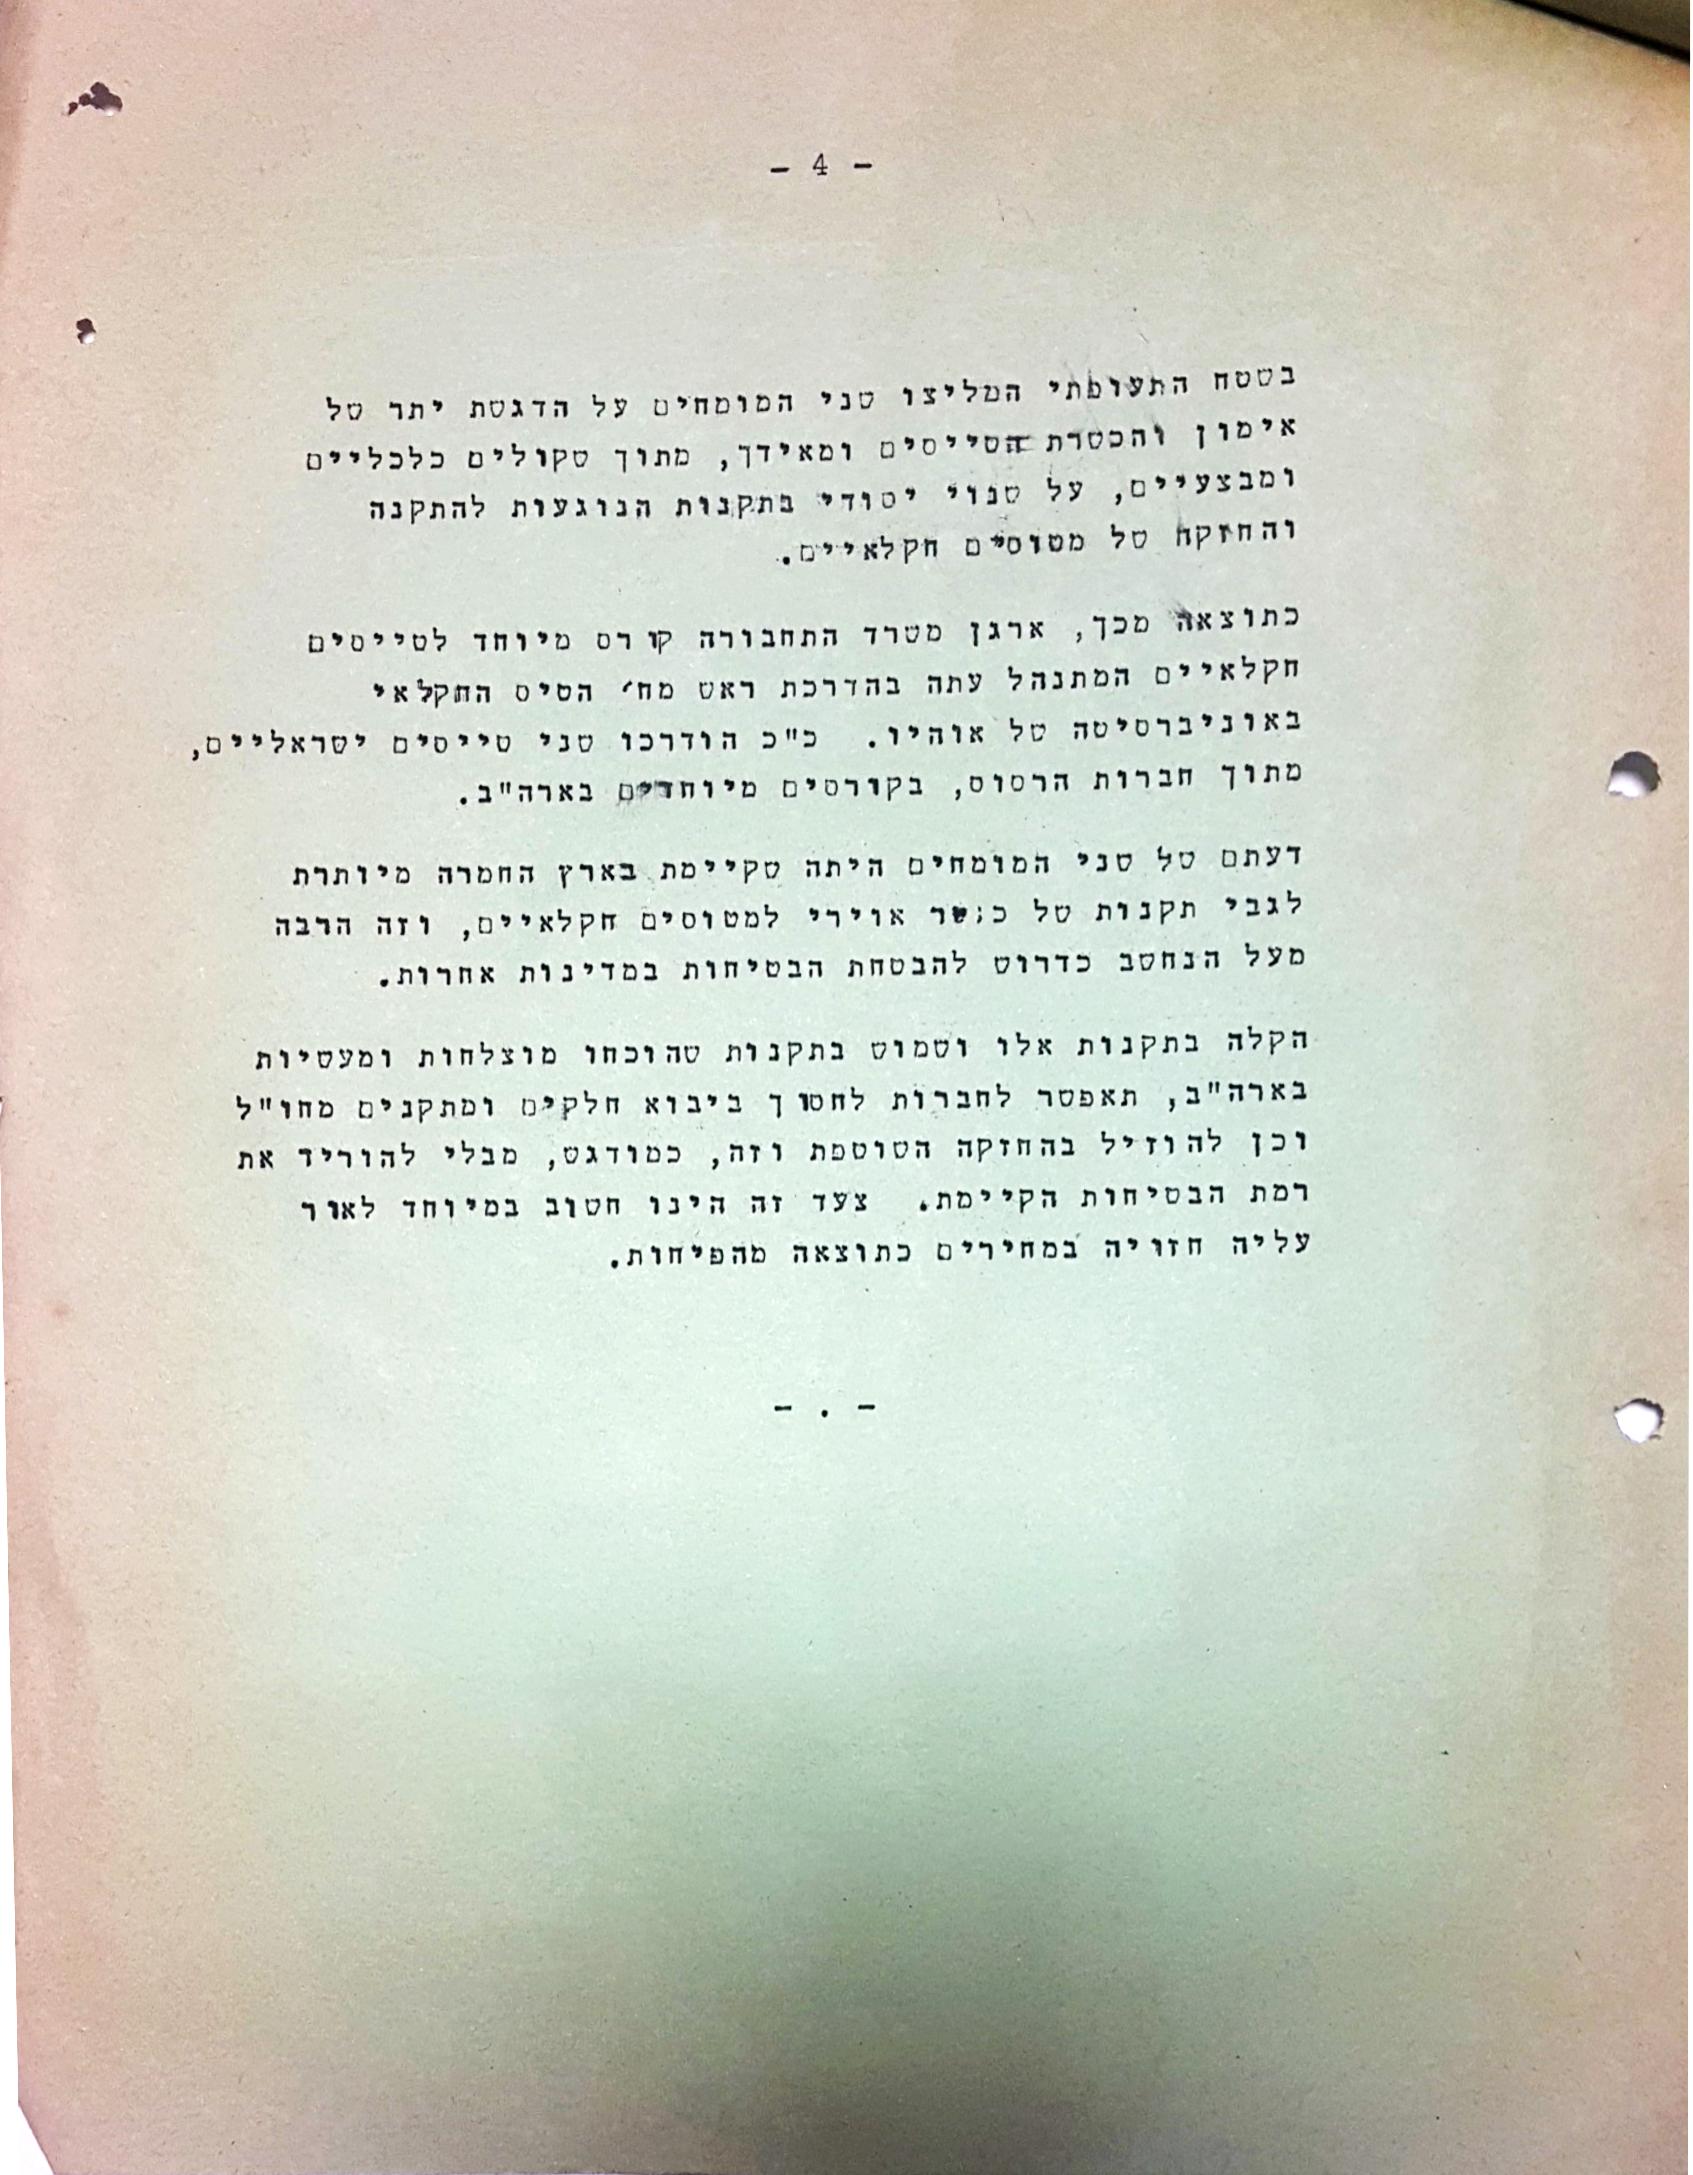 - 4 -
בשטח התעופתי המליצו שני המומחים על הדגשת יתר של
אימון והכשרת הטייסים ומאידך, מתוך שקולים כלכליים
ומבצעיים, על שנוי יסודי בתקנות הנוגעות להתקנה
והחזקה של מטוסים חקלאיים.
כתוצאה מכך, ארגן משרד התחבורה קורס מיוחד לטייסים
חקלאיים המתנהל עתה בהדרכת ראש מח' הטיס החקלאי
באוניברסיטה של אוהיו. כ"כ הודרכו שני טייסים ישראליים,
מתוך חברות הרסוס, בקורסים מיוחדים בארה"ב.
דעתם של שני המומחים היתה שקיימת בארץ החמרה מיותרת
לגבי תקנות של כושר אוירי למטוסים חקלאיים, וזה הרבה
מעל הנחשב כדרוש להבטחת הבטיחות במדינות אחרות.
הקלה בתקנות אלו ושמוש בתקנות שהוכחו מוצלחות ומעשיות
בארה"ב, תאפשר לחברות לחסוך ביבוא חלקים ומתקנים מחו"ל
וכן להוזיל בהחזקה השוטפת וזה, כמודגש, מבלי להוריד את
רמת הבטיחות הקיימת. צעד זה הינו חשוב במיוחד לאור
עליה חזויה במחירים כתוצאה מהפיחות.
- . -